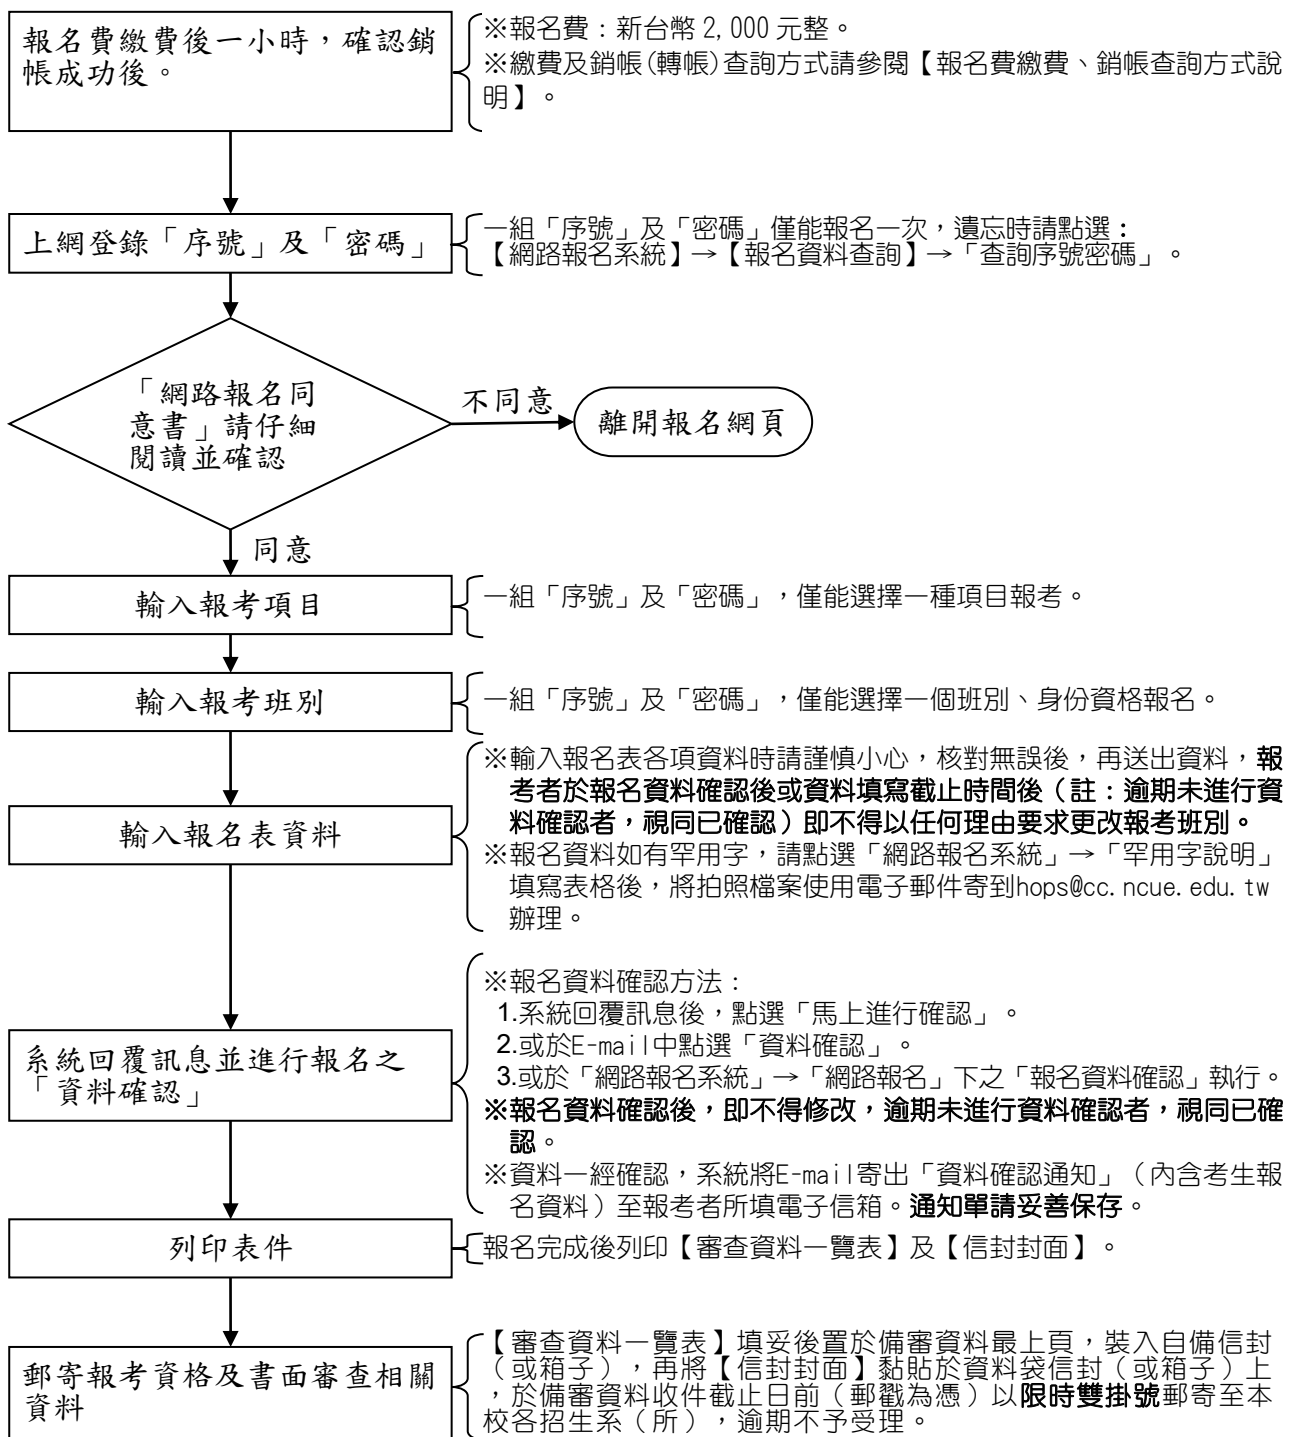 報名費繳費後一小時，確認銷
帳成功後。
※報名費：新台幣 2,000 元整。
※繳費及銷帳(轉帳)查詢方式請參閱【報名費繳費、銷帳查詢方式說
明】。
上網登錄「序號」及「密碼」
一組「序號」及「密碼」僅能報名一次，遺忘時請點選：
【網路報名系統】→【報名資料查詢】→「查詢序號密碼」。
「網路報名同
意書」請仔細
閱讀並確認
不同意
離開報名網頁
同意
輸入報考項目
一組「序號」及「密碼」，僅能選擇一種項目報考。
輸入報考班別
一組「序號」及「密碼」，僅能選擇一個班別、身份資格報名。
輸入報名表資料
※輸入報名表各項資料時請謹慎小心，核對無誤後，再送出資料，報
考者於報名資料確認後或資料填寫截止時間後（註：逾期未進行資
料確認者，視同已確認）即不得以任何理由要求更改報考班別。
※報名資料如有罕用字，請點選「網路報名系統」→「罕用字說明」
填寫表格後，將拍照檔案使用電子郵件寄到hops@cc.ncue.edu.tw
辦理。
系統回覆訊息並進行報名之
「資料確認」
※報名資料確認方法：
1.系統回覆訊息後，點選「馬上進行確認」。
2.或於E-mail中點選「資料確認」。
3.或於「網路報名系統」→「網路報名」下之「報名資料確認」執行。
※報名資料確認後，即不得修改，逾期未進行資料確認者，視同已確
認。
※資料一經確認，系統將E-mail寄出「資料確認通知」（內含考生報
名資料）至報考者所填電子信箱。通知單請妥善保存。
列印表件
報名完成後列印【審查資料一覽表】及【信封封面】。
郵寄報考資格及書面審查相關
資料
【審查資料一覽表】填妥後置於備審資料最上頁，裝入自備信封
（或箱子），再將【信封封面】黏貼於資料袋信封（或箱子）上
，於備審資料收件截止日前（郵戳為憑）以限時雙掛號郵寄至本
校各招生系（所），逾期不予受理。